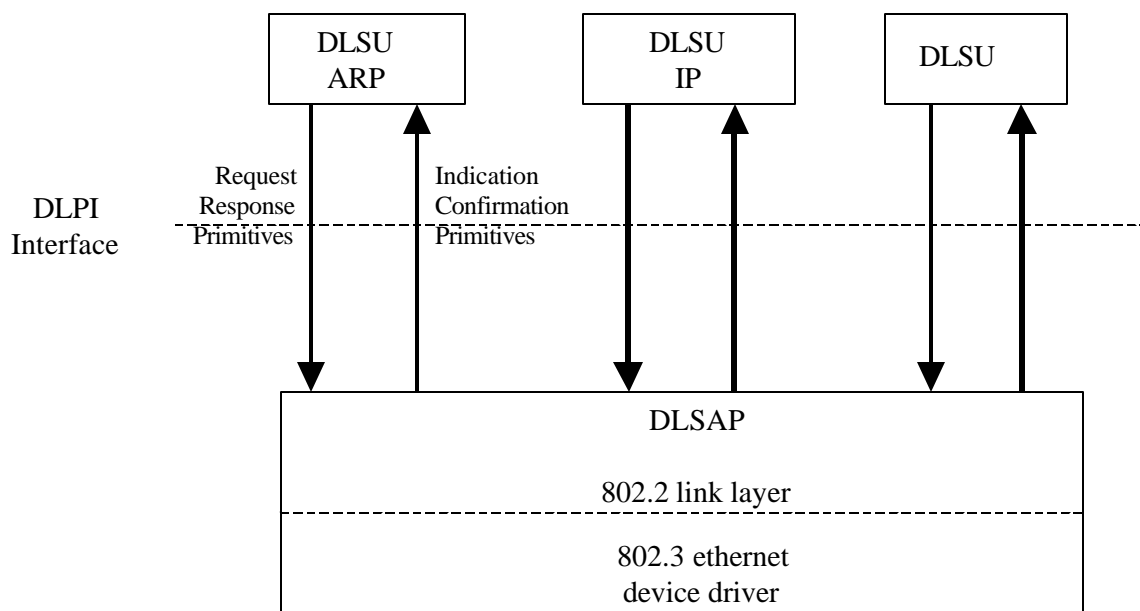 DLSU
ARP
DLSU
IP
DLSU
Request
Response
Primitives
Indication
Confirmation
Primitives
DLPI
Interface
DLSAP
802.2 link layer
802.3 ethernet
device driver